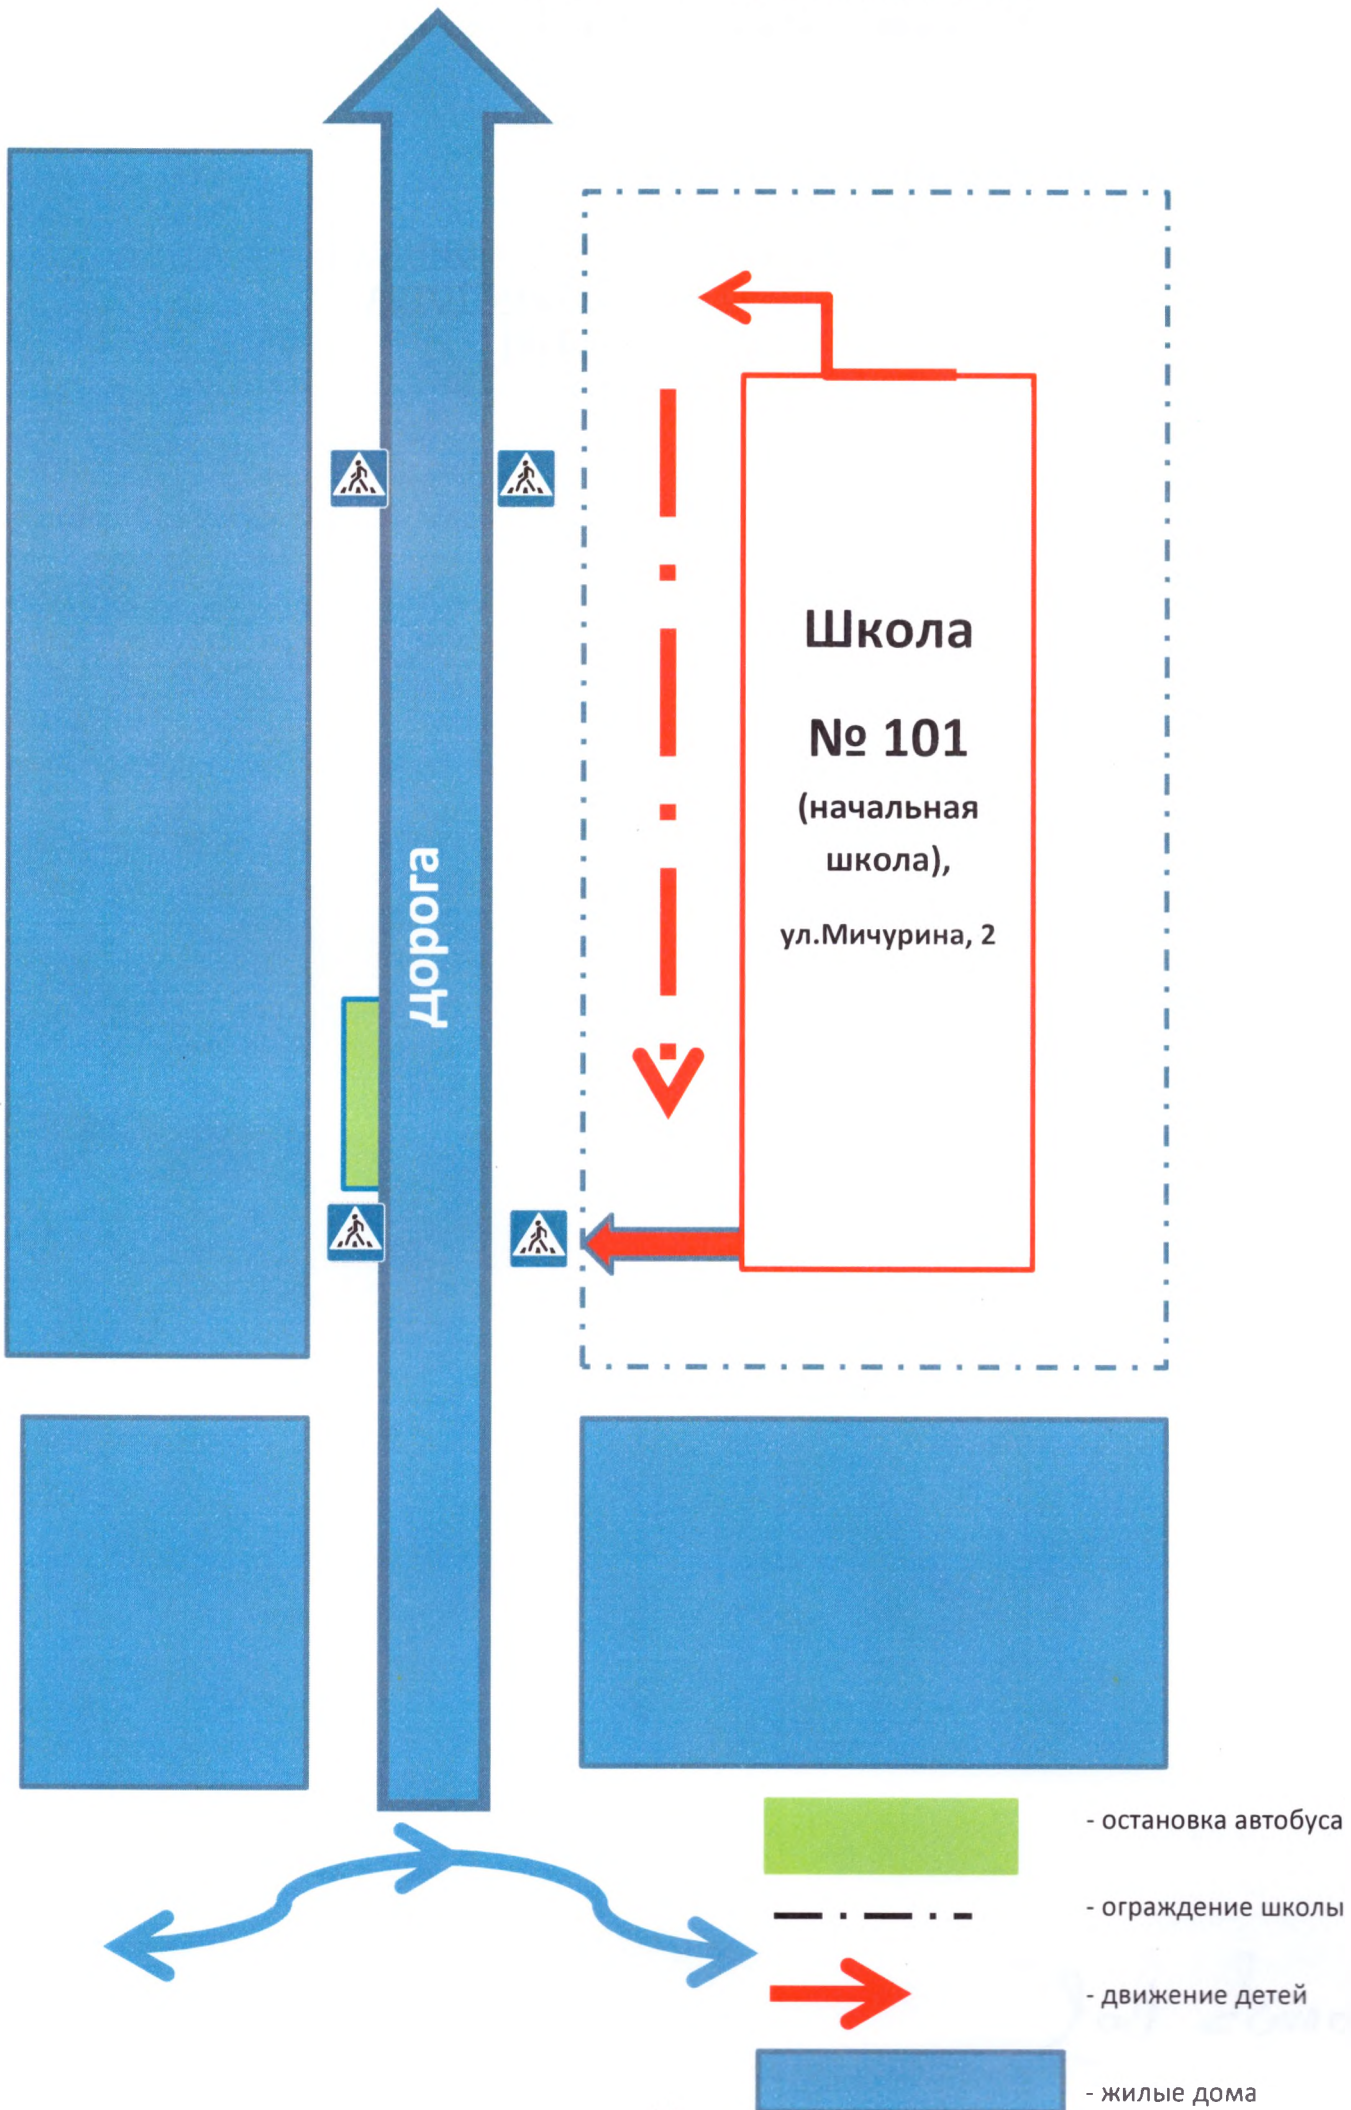 Школа
№ 101
(начальная
школа),
ул.Мичурина, 2
дорога
- остановка автобуса
- ограждение школы
- движение детей
- жилые дома